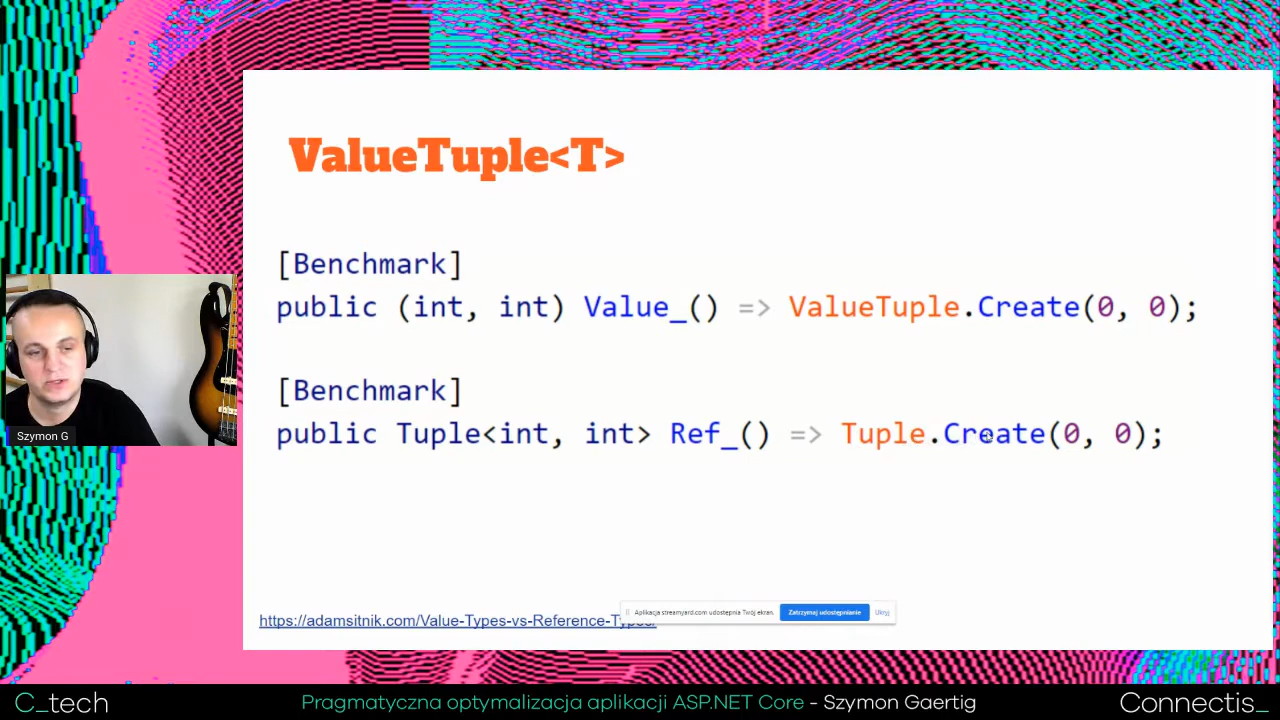 ValueTuple<T>
[Benchmark]
public (int, int) Value_() => ValueTuple.Create(0, 0);
[Benchmark]
public Tuple<int, int> Ref_() => Tuple.Create(0, 0);
Szymon G
Aplikacja streamyard.com udostępnia Twój ekran. Zatrzymaj udostępnianie Ukryj
https://adamsitnik.com/Value-Types-vs-Reference-Types/
C_tech
Pragmatyczna optymalizacja aplikacji ASP.NET Core - Szymon Gaertig
Connectis_